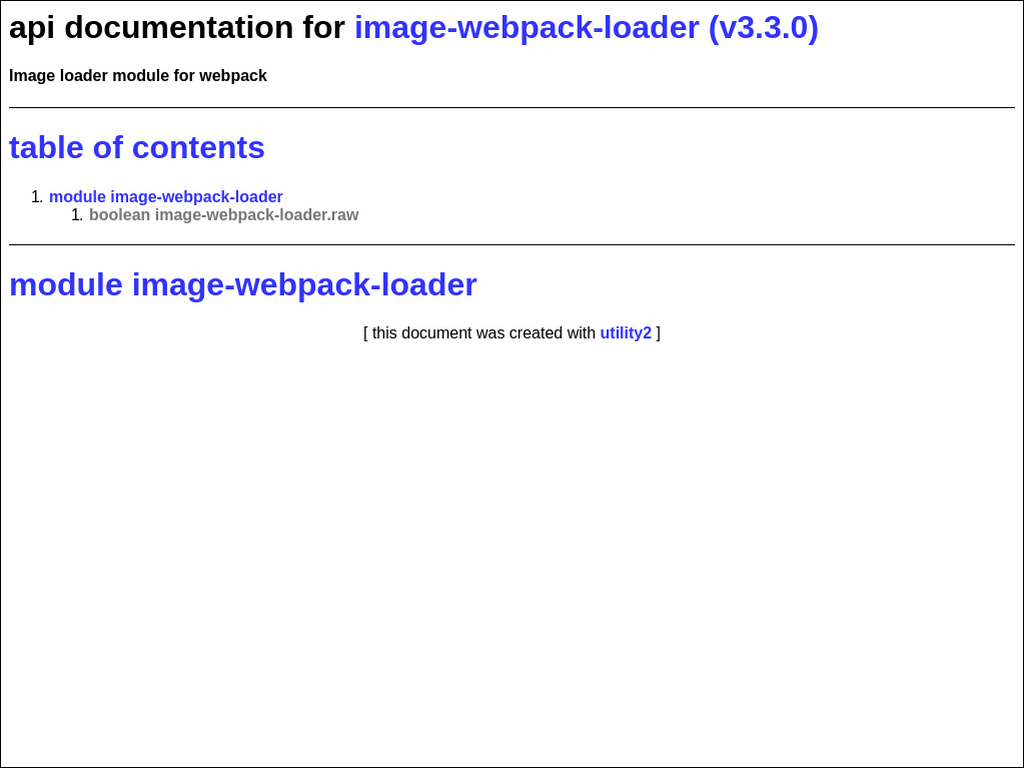 api documentation for image-webpack-loader (v3.3.0)
Image loader module for webpack
table of contents
1. module image-webpack-loader
1. boolean image-webpack-loader.raw
module image-webpack-loader
[ this document was created with utility2 ]